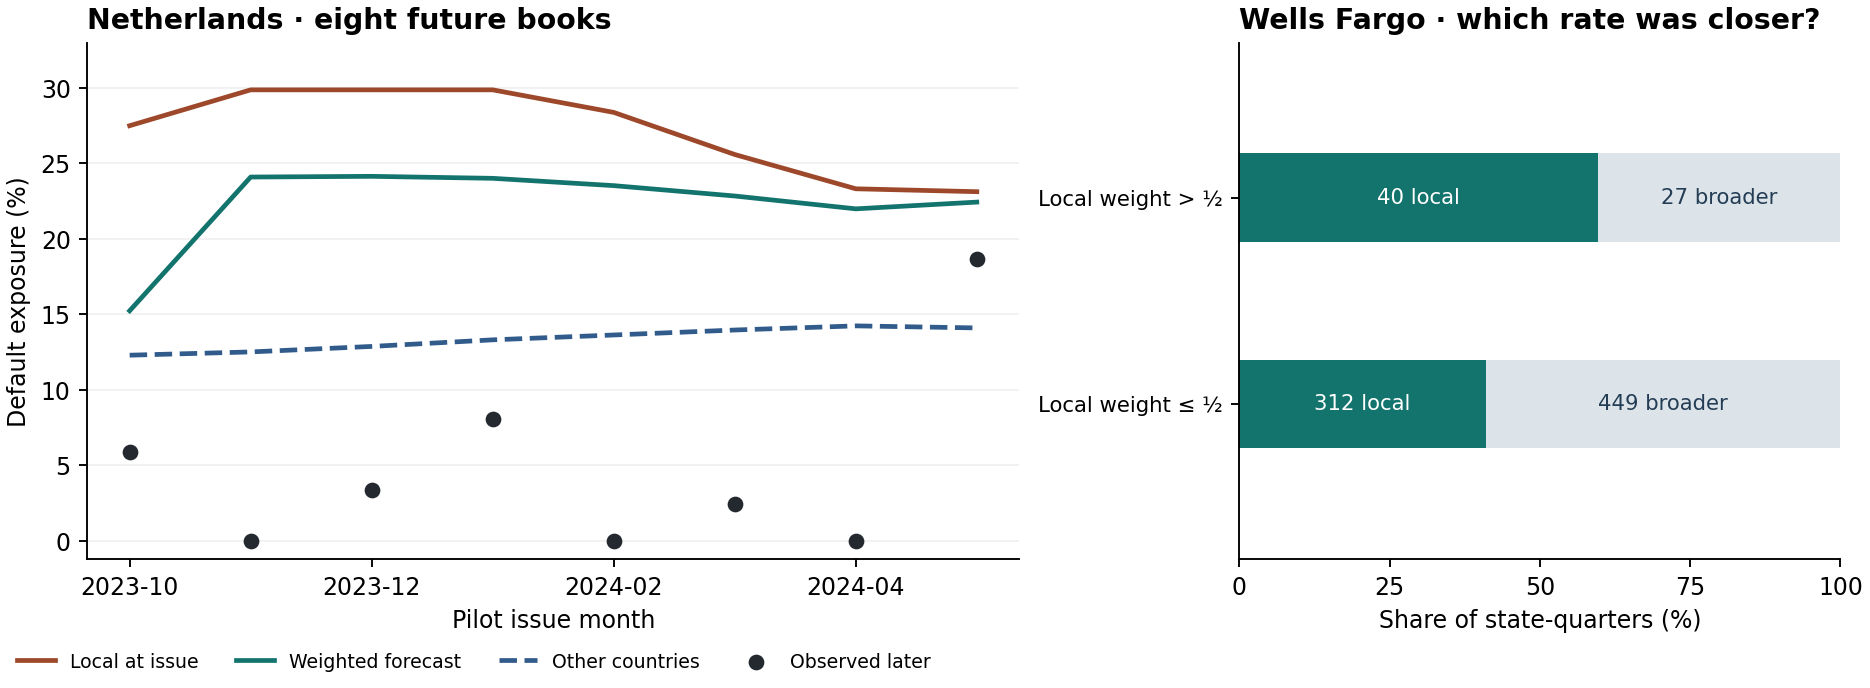 Netherlands · eight future books
Default exposure (%)
30
25
20
15
10
5
0
2023-10
2023-12
2024-02
2024-04
Pilot issue month
Local at issue
Weighted forecast
Other countries
Observed later
Wells Fargo · which rate was closer?
Local weight > ½
40 local
27 broader
Local weight ≤ ½
312 local
449 broader
0
25
50
75
100
Share of state-quarters (%)